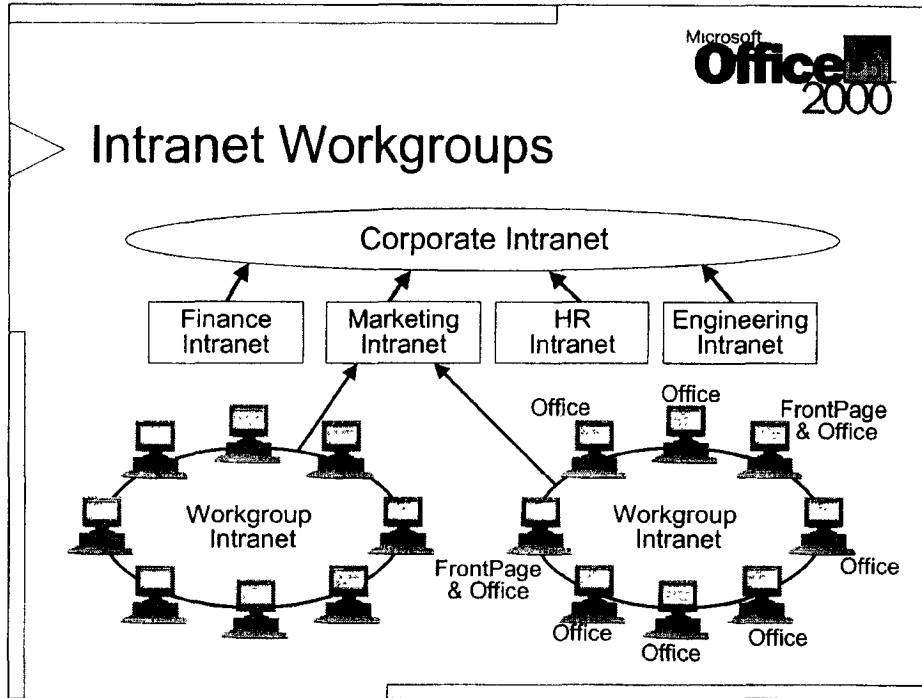 Microsoft
Office
2000
Intranet Workgroups
Corporate Intranet
Finance
Intranet
Marketing
Intranet
HR
Intranet
Engineering
Intranet
Office
Office
FrontPage
& Office
Workgroup
Intranet
Workgroup
Intranet
FrontPage
& Office
Office
Office
Office
Office